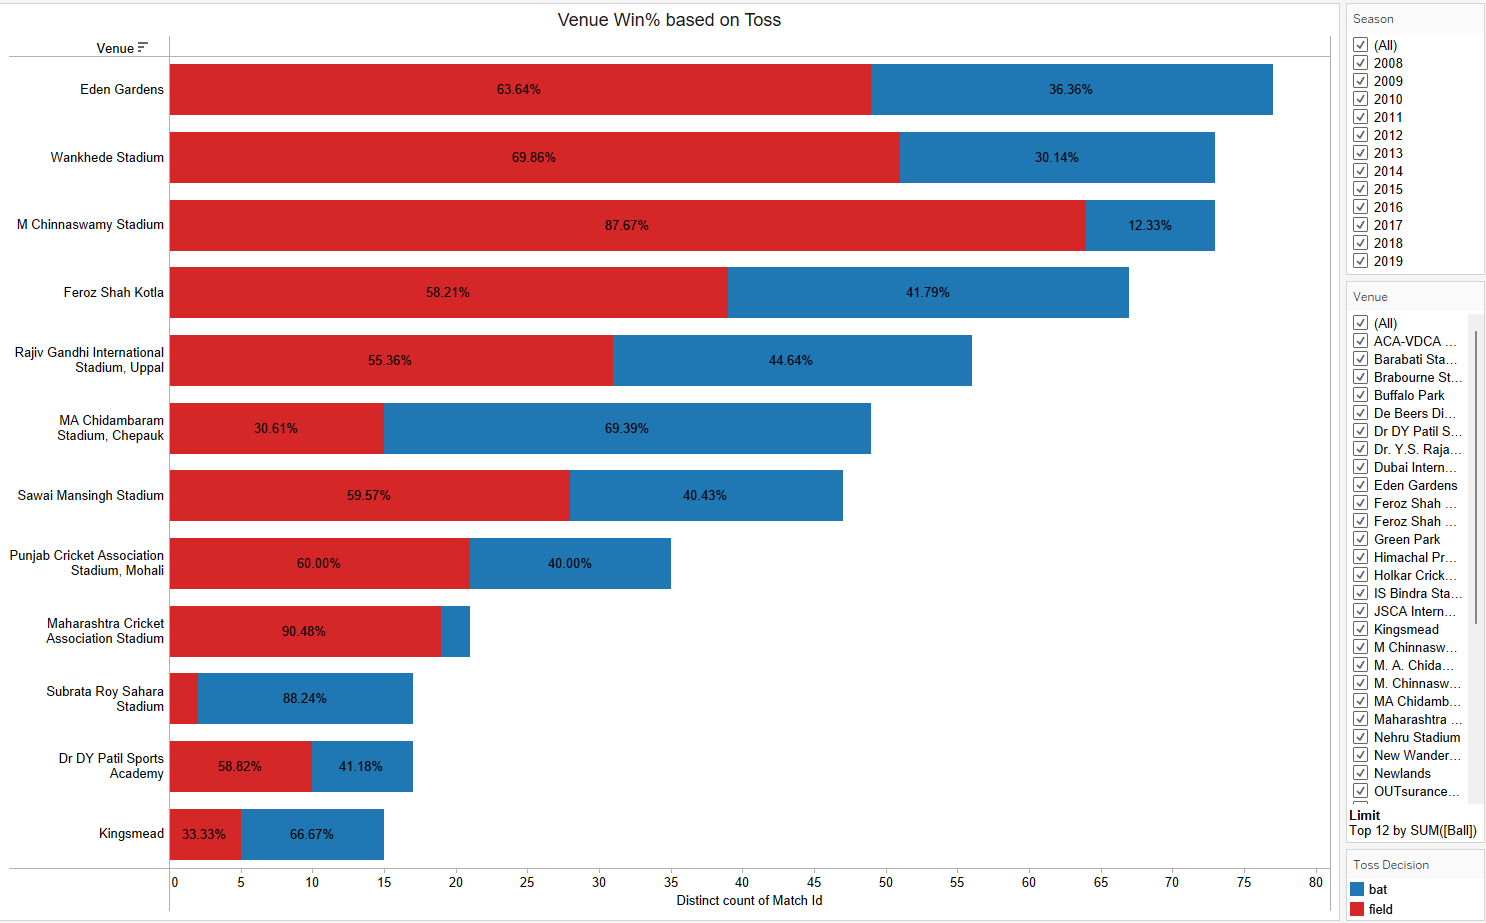 Venue Win% based on Toss
Venue
Eden Gardens
63.64%
36.36%
Wankhede Stadium
69.86%
30.14%
M Chinnaswamy Stadium
87.67%
12.33%
Feroz Shah Kotla
58.21%
41.79%
Rajiv Gandhi International
Stadium, Uppal
55.36%
44.64%
MA Chidambaram
Stadium, Chepauk
30.61%
69.39%
Sawai Mansingh Stadium
59.57%
40.43%
Punjab Cricket Association
Stadium, Mohali
60.00%
40.00%
Maharashtra Cricket
Association Stadium
90.48%
Subrata Roy Sahara
Stadium
88.24%
Dr DY Patil Sports
Academy
58.82%
41.18%
Kingsmead
33.33%
66.67%
0 5 10 15 20 25 30 35 40 45 50 55 60 65 70 75 80
Distinct count of Match Id
Season
(All)
2008
2009
2010
2011
2012
2013
2014
2015
2016
2017
2018
2019
Venue
(All)
ACA-VDCA ...
Barabati Sta...
Brabourne St...
Buffalo Park
De Beers Di...
Dr DY Patil S...
Dr. Y.S. Raja...
Dubai Intern...
Eden Gardens
Feroz Shah ...
Feroz Shah ...
Green Park
Himachal Pr...
Holkar Crick...
IS Bindra Sta...
JSCA Intern...
Kingsmead
M Chinnasw...
M. A. Chida...
M. Chinnasw...
MA Chidamb...
Maharashtra ...
Nehru Stadium
New Wander...
Newlands
OUTsurance...
Limit
Top 12 by SUM([Ball])
Toss Decision
bat
field